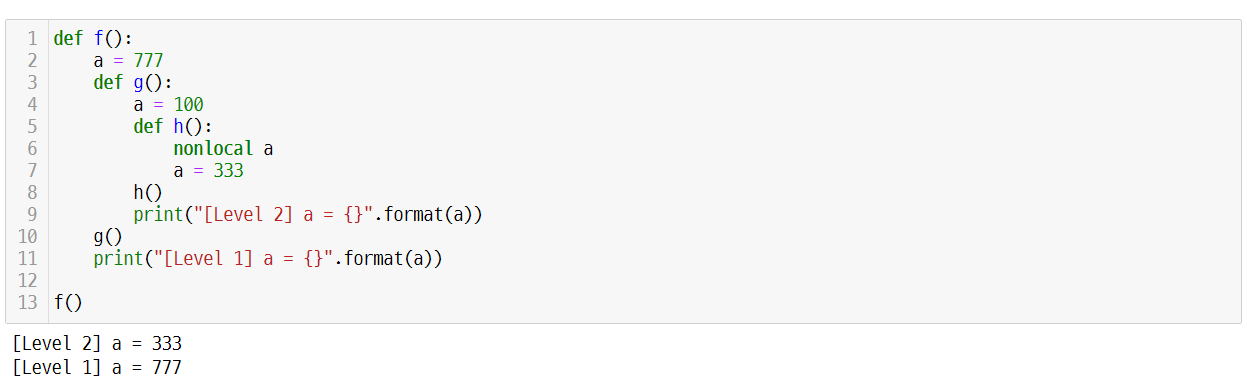 1 def f():
2     a = 777
3     def g():
4         a = 100
5         def h():
6             nonlocal a
7             a = 333
8         h()
9         print("[Level 2] a = {}".format(a))
10     g()
11     print("[Level 1] a = {}".format(a))
12
13 f()
[Level 2] a = 333
[Level 1] a = 777